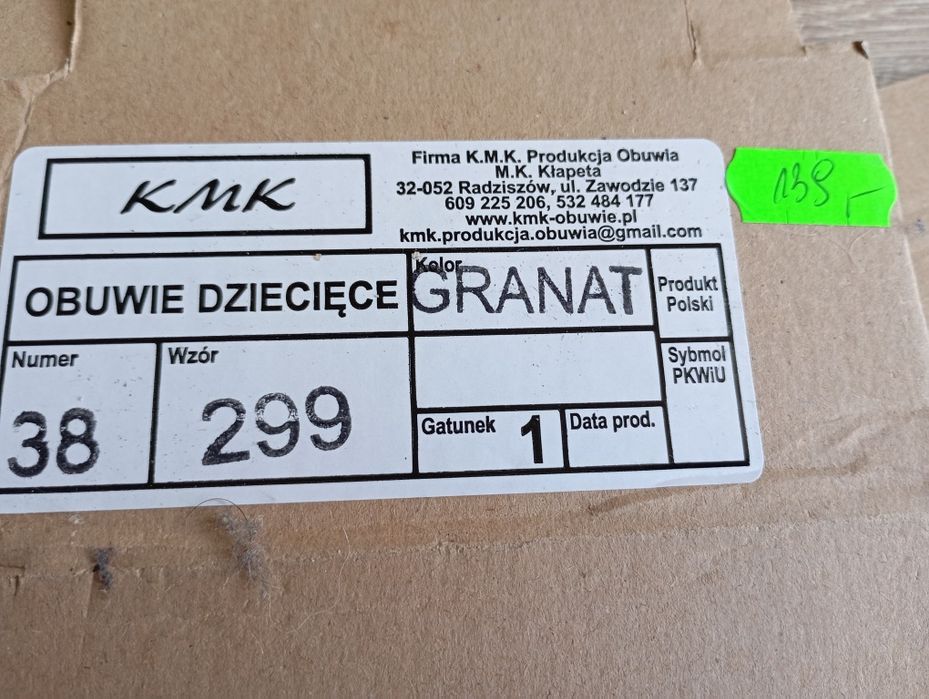 KMK
Firma K.M.K. Produkcja Obuwia
M.K. Kłapeta
32-052 Radziszów, ul. Zawodzie 137
609 225 206, 532 484 177
www.kmk-obuwie.pl
kmk.produkcja.obuwia@gmail.com
139,-
OBUWIE DZIECIĘCE
Kolor
GRANAT
Produkt
Polski
Numer
38
Wzór
299
Gatunek 1
Data prod.
Sybmol
PKWiU